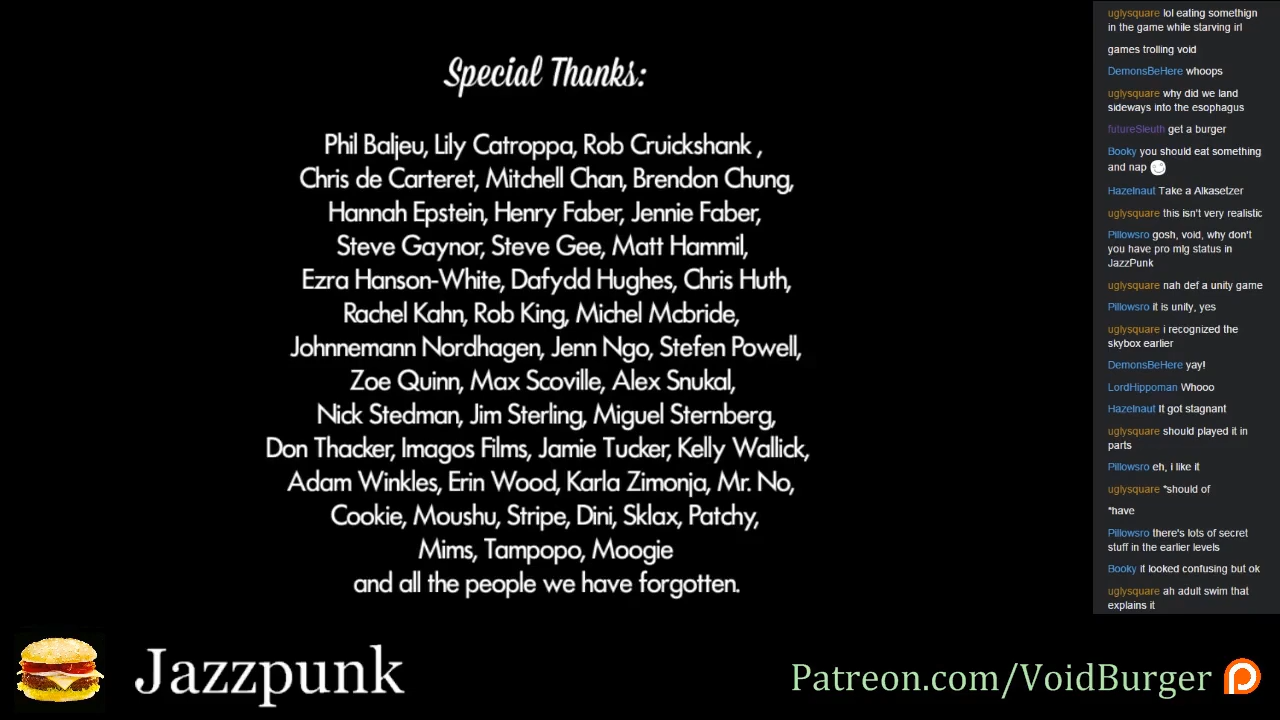 Special Thanks:
Phil Baljeu, Lily Catroppa, Rob Cruickshank ,
Chris de Carteret, Mitchell Chan, Brendon Chung,
Hannah Epstein, Henry Faber, Jennie Faber,
Steve Gaynor, Steve Gee, Matt Hammil,
Ezra Hanson-White, Dafydd Hughes, Chris Huth,
Rachel Kahn, Rob King, Michel Mcbride,
Johnnemann Nordhagen, Jenn Ngo, Stefen Powell,
Zoe Quinn, Max Scoville, Alex Snukal,
Nick Stedman, Jim Sterling, Miguel Sternberg,
Don Thacker, Imagos Films, Jamie Tucker, Kelly Wallick,
Adam Winkles, Erin Wood, Karla Zimonja, Mr. No,
Cookie, Moushu, Stripe, Dini, Sklax, Patchy,
Mims, Tampopo, Moogie
and all the people we have forgotten.
uglysquare lol eating somethign
in the game while starving irl
games trolling void
DemonsBeHere whoops
uglysquare why did we land
sideways into the esophagus
futureSleuth get a burger
Booky you should eat something
and nap
Hazelnaut Take a Alkasetzer
uglysquare this isn't very realistic
Pillowsro gosh, void, why don't
you have pro mlg status in
JazzPunk
uglysquare nah def a unity game
Pillowsro it is unity, yes
uglysquare i recognized the
skybox earlier
DemonsBeHere yay!
LordHippoman Whooo
Hazelnaut It got stagnant
uglysquare should played it in
parts
Pillowsro eh, i like it
uglysquare *should of
*have
Pillowsro there's lots of secret
stuff in the earlier levels
Booky it looked confusing but ok
uglysquare ah adult swim that
explains it
Jazzpunk
Patreon.com/VoidBurger